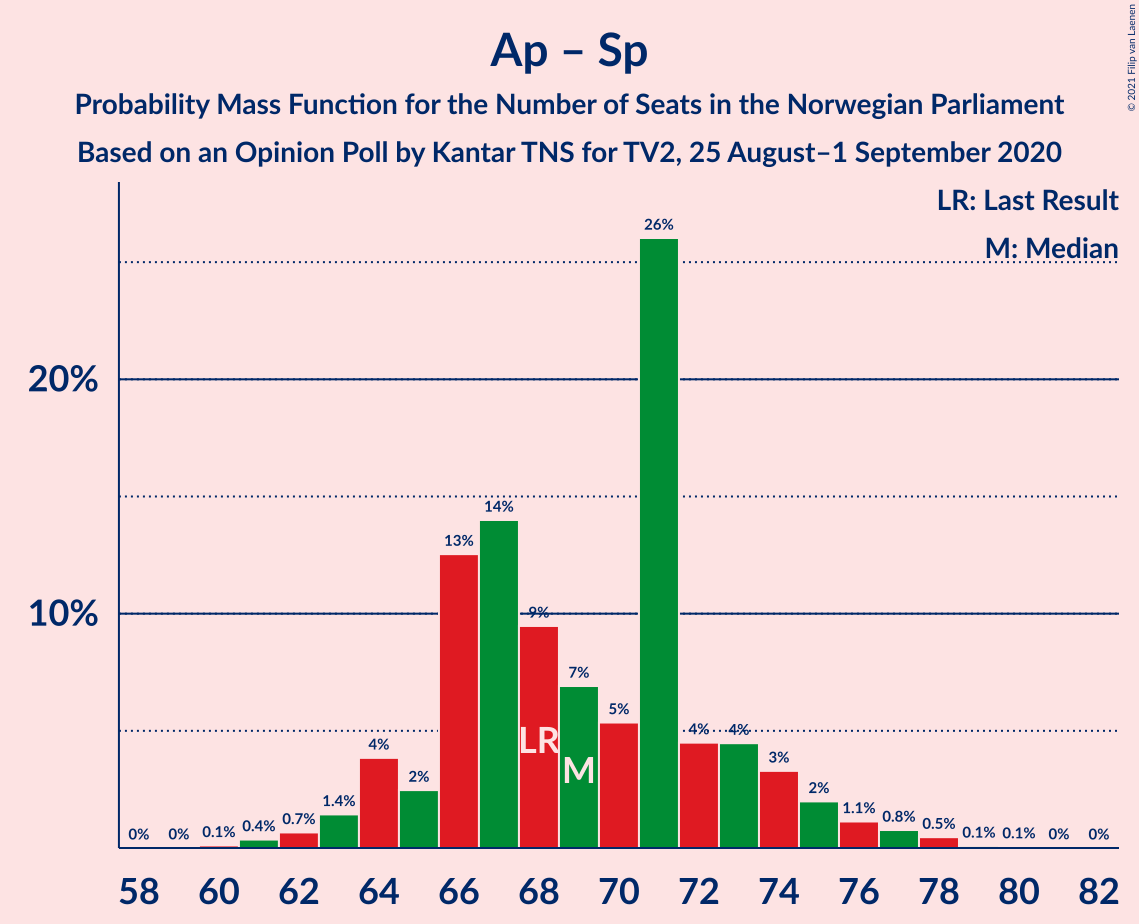 Ap – Sp
Probability Mass Function for the Number of Seats in the Norwegian Parliament
Based on an Opinion Poll by Kantar TNS for TV2, 25 August–1 September 2020
© 2021 Filip van Laenen
LR: Last Result
M: Median
20%
10%
0% 0% 0.1% 0.4% 0.7% 1.4% 4% 2% 13% 14% 9% 7% 5% 26% 4% 4% 3% 2% 1.1% 0.8% 0.5% 0.1% 0.1% 0% 0%
LR
M
58 60 62 64 66 68 70 72 74 76 78 80 82